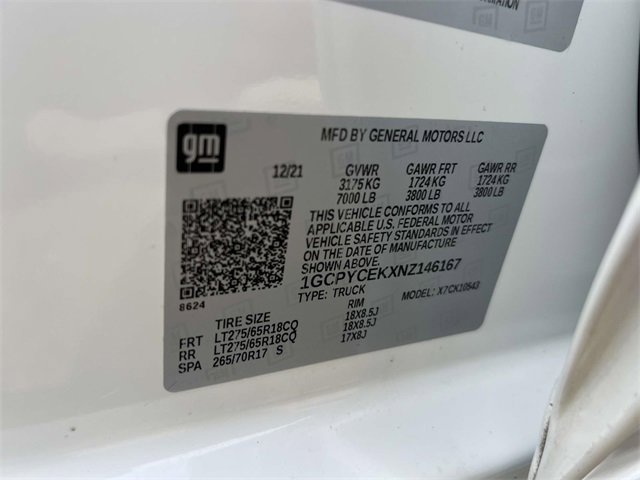 RMATION
GM
gm
MFD BY GENERAL MOTORS LLC
12/21 GVWR GAWR FRT GAWR RR
3175 KG 1724 KG 1724 KG
7000 LB 3800 LB 3800 LB
THIS VEHICLE CONFORMS TO ALL
APPLICABLE U.S. FEDERAL MOTOR
VEHICLE SAFETY STANDARDS IN EFFECT ON
THE DATE OF MANUFACTURE
SHOWN ABOVE.
1GCPYCEKXNZ146167
TYPE: TRUCK MODEL: X7CK10543
8624
TIRE SIZE RIM
FRT LT275/65R18CQ 18X8.5J
RR LT275/65R18CQ 18X8.5J
SPA 265/70R17 S 17X8J